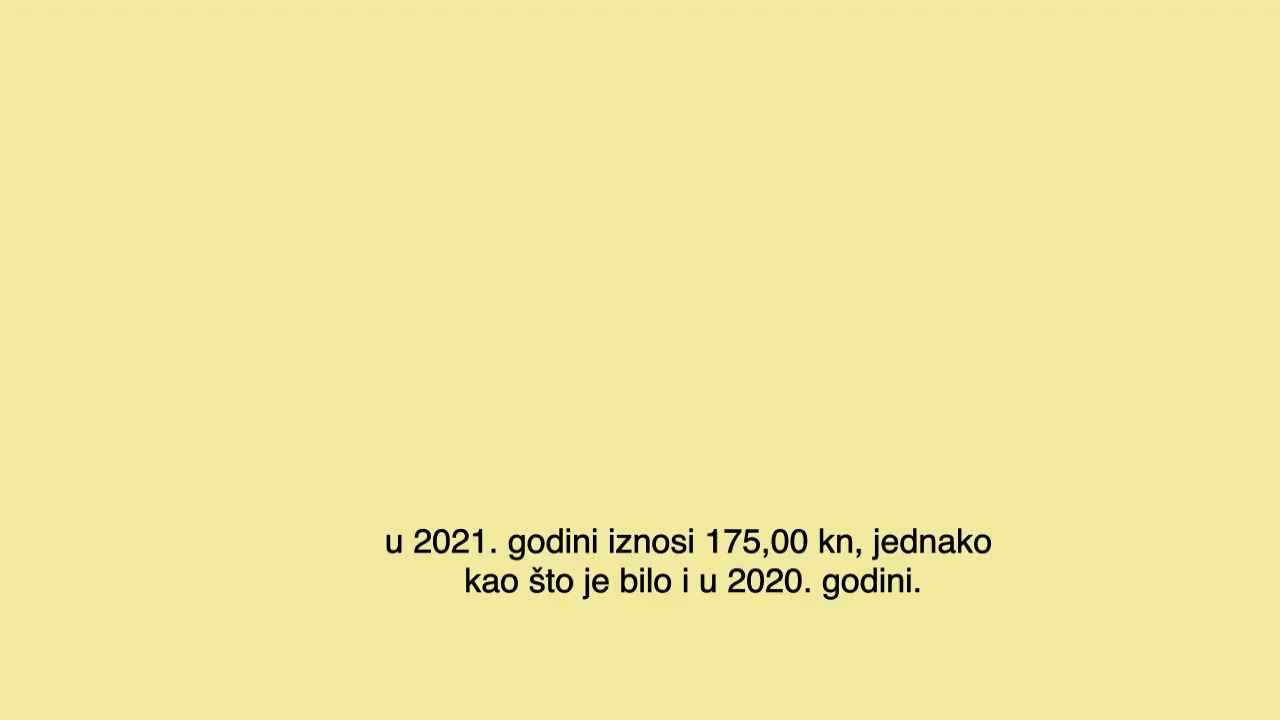 u 2021. godini iznosi 175,00 kn, jednako
kao što je bilo i u 2020. godini.